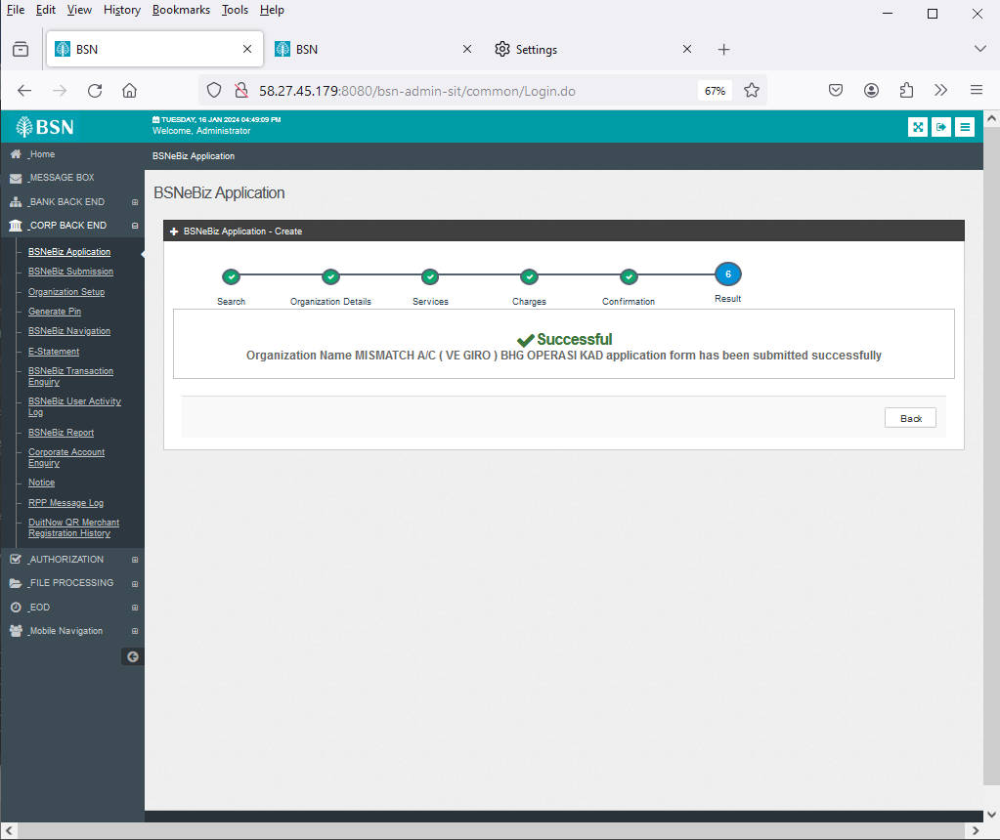 File Edit View History Bookmarks Tools Help
BSN
BSN
Settings
58.27.45.179:8080/bsn-admin-sit/common/Login.do
67%
BSN
TUESDAY, 16 JAN 2024 04:49:09 PM
Welcome, Administrator
_Home
_MESSAGE BOX
_BANK BACK END
_CORP BACK END
BSNeBiz Application
BSNeBiz Submission
Organization Setup
Generate Pin
BSNeBiz Navigation
E-Statement
BSNeBiz Transaction
Enquiry
BSNeBiz User Activity
Log
BSNeBiz Report
Corporate Account
Enquiry
Notice
RPP Message Log
DuitNow QR Merchant
Registration History
_AUTHORIZATION
_FILE PROCESSING
_EOD
_Mobile Navigation
BSNeBiz Application
BSNeBiz Application
BSNeBiz Application - Create
6
Search Organization Details Services Charges Confirmation Result
Successful
Organization Name MISMATCH A/C ( VE GIRO ) BHG OPERASI KAD application form has been submitted successfully
Back